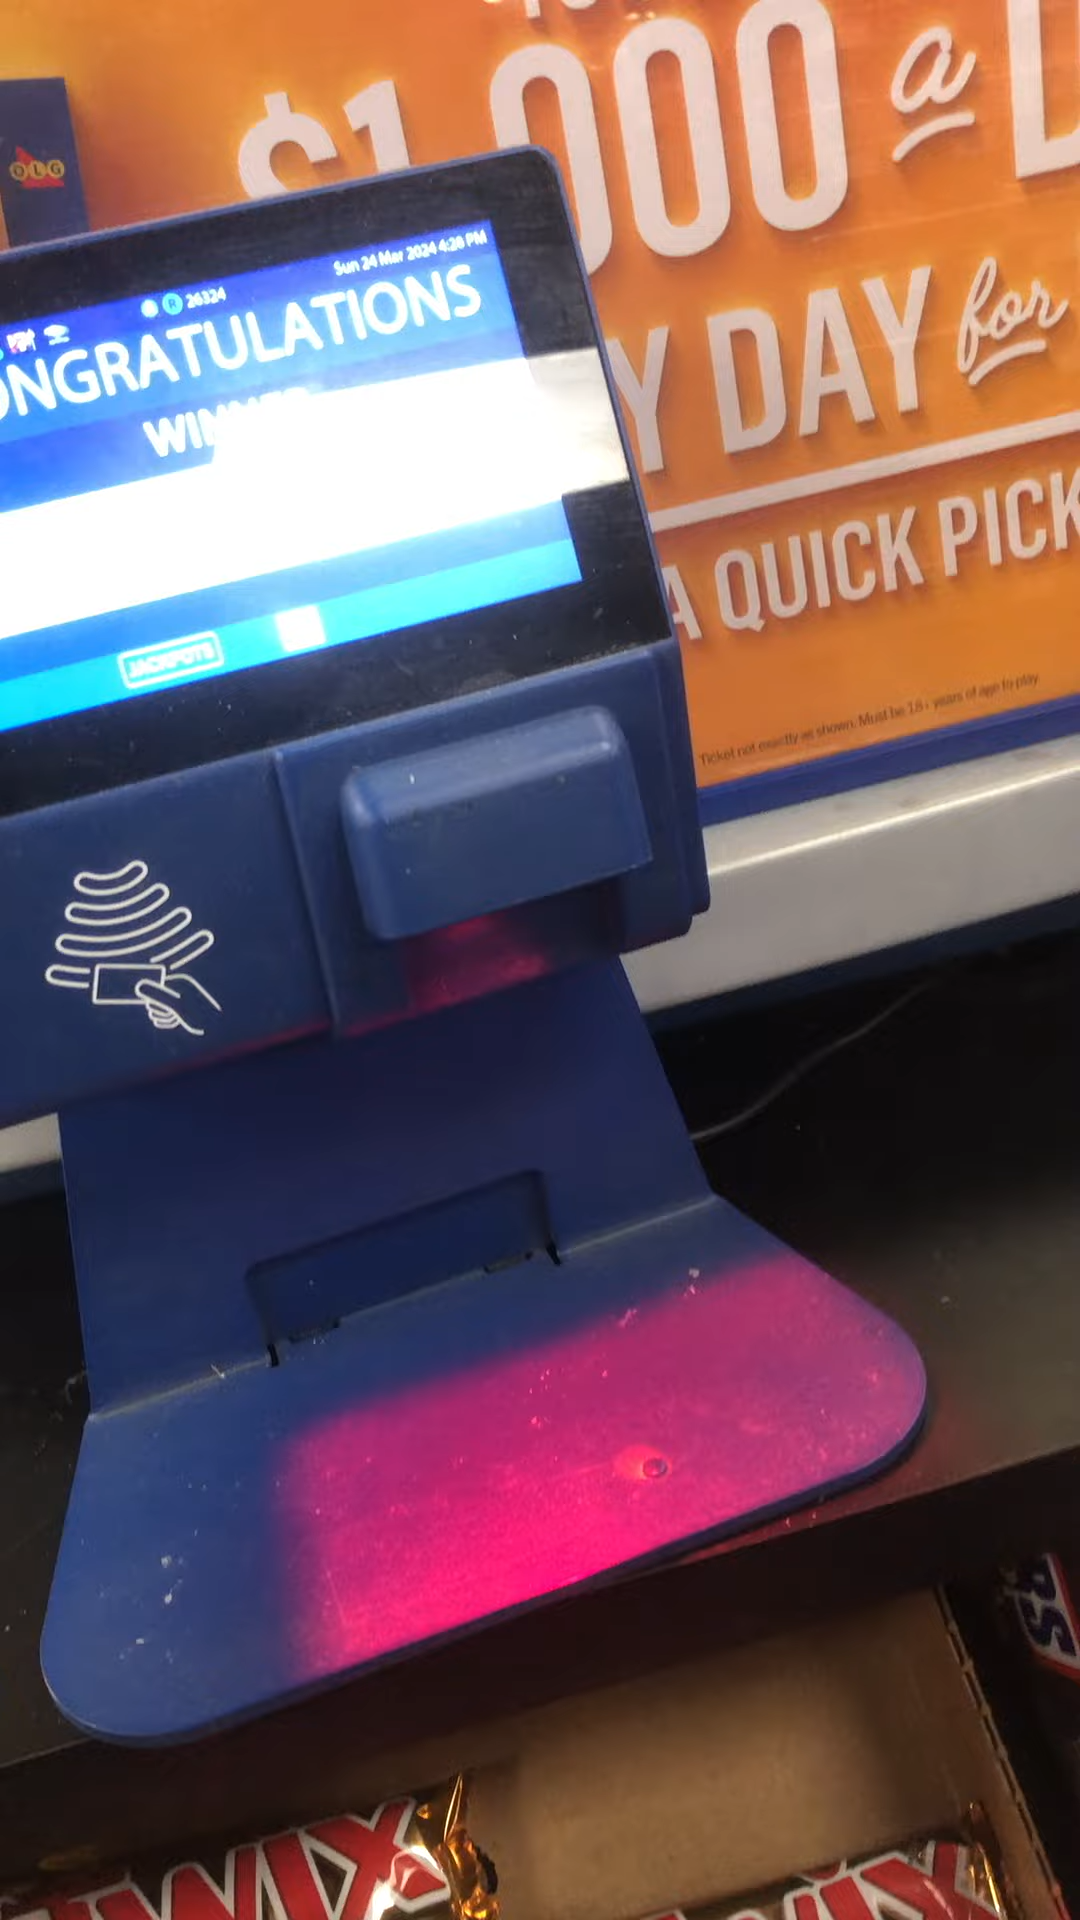 $1,000 a
Y DAY for
A QUICK PICK
Ticket not exactly as shown. Must be 18+ years of age to play
OLG
Sun 24 Mar 2024 4:28 PM
R 26324
ONGRATULATIONS
JACKPOTS
TWIX